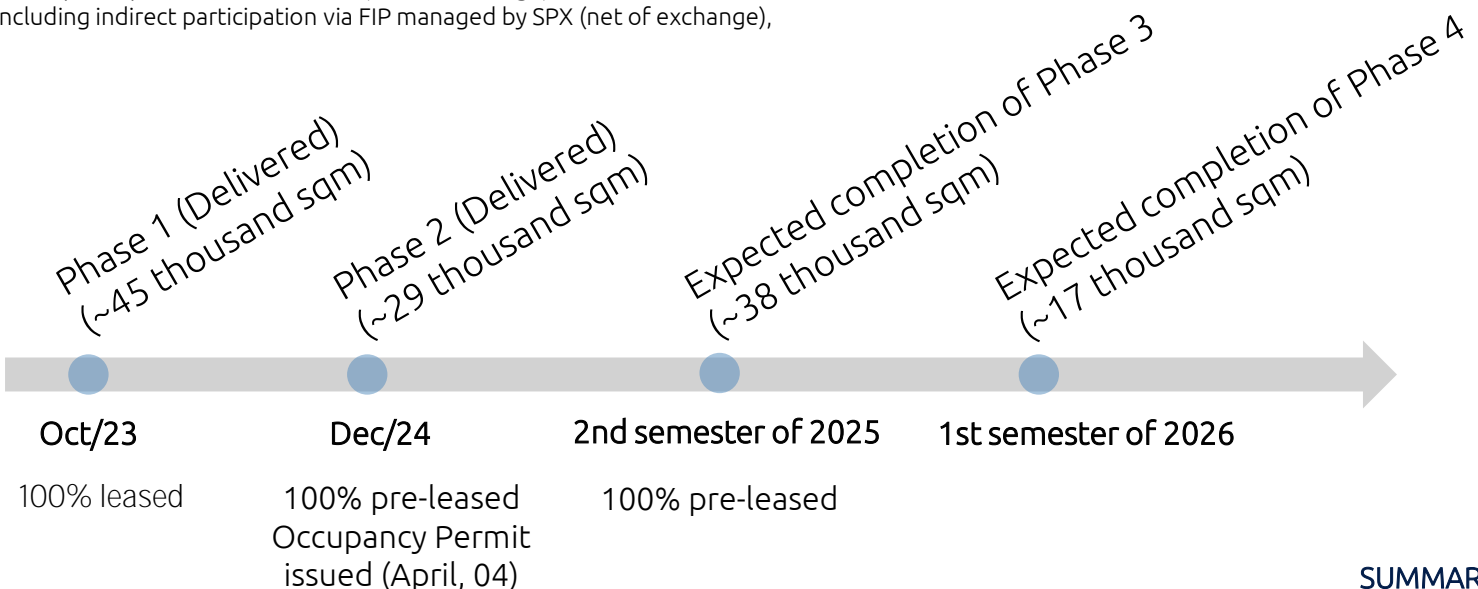 ncluding indirect participation via FIP managed by SPX (net of exchange),
Phase 1 (Delivered)
(~45 thousand sqm)
Phase 2 (Delivered)
(~29 thousand sqm)
Expected completion of Phase 3
(~38 thousand sqm)
Expected completion of Phase 4
(~17 thousand sqm)
Oct/23
Dec/24
2nd semester of 2025
1st semester of 2026
100% leased
100% pre-leased
Occupancy Permit
issued (April, 04)
100% pre-leased
SUMMAR